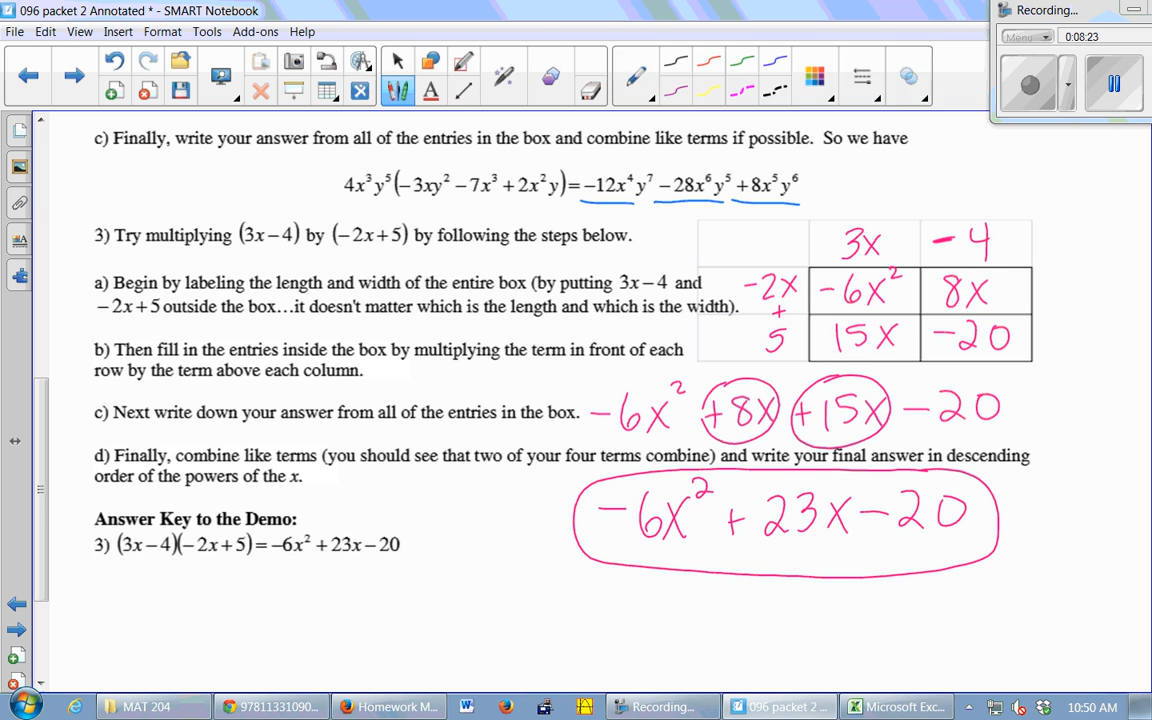 096 packet 2 Annotated * - SMART Notebook
Recording...
File Edit View Insert Format Tools Add-ons Help
Menu 0:08:23
c) Finally, write your answer from all of the entries in the box and combine like terms if possible. So we have
4x³y⁵(−3xy² −7x³ +2x²y)=−12x⁴y⁷ −28x⁶y⁵ +8x⁵y⁶
3) Try multiplying (3x−4) by (−2x+5) by following the steps below.
3x - 4
a) Begin by labeling the length and width of the entire box (by putting 3x−4 and
−2x+5 outside the box…it doesn't matter which is the length and which is the width).
-2x -6x² 8x
+
5 15x -20
b) Then fill in the entries inside the box by multiplying the term in front of each
row by the term above each column.
c) Next write down your answer from all of the entries in the box. -6x² +8x +15x -20
d) Finally, combine like terms (you should see that two of your four terms combine) and write your final answer in descending
order of the powers of the x.
-6x² + 23x - 20
Answer Key to the Demo:
3) (3x−4)(−2x+5)=−6x² +23x−20
MAT 204 97811331090... Homework M... Recording... 096 packet 2 ... Microsoft Exc... 10:50 AM